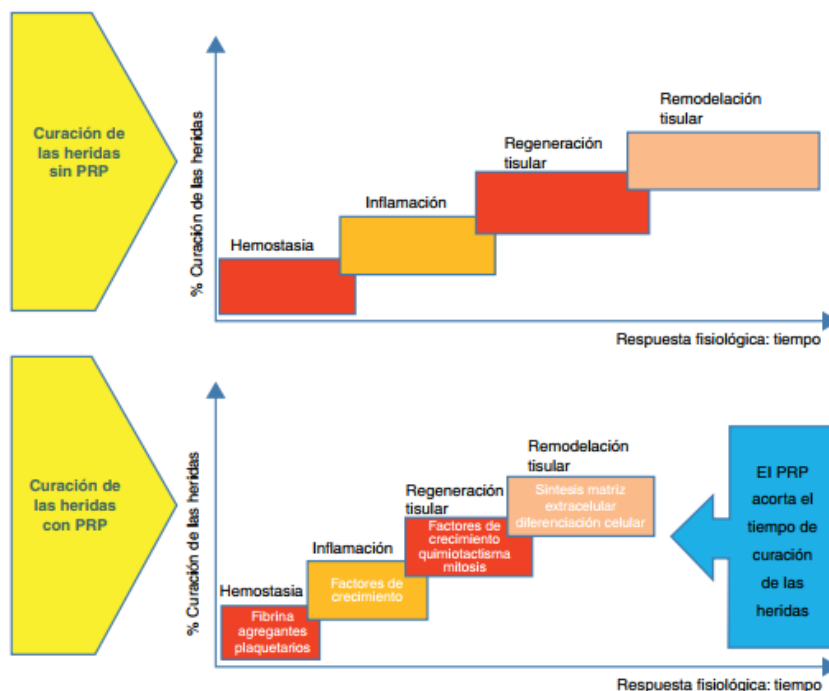 Curación de
las heridas
sin PRP
% Curación de las heridas
Hemostasia
Inflamación
Regeneración
tisular
Remodelación
tisular
Respuesta fisiológica: tiempo
Curación de
las heridas
con PRP
% Curación de las heridas
Hemostasia
Fibrina
agregantes
plaquetarios
Inflamación
Factores de
crecimiento
Regeneración
tisular
Factores de
crecimiento
quimiotactisma
mitosis
Remodelación
tisular
Síntesis matriz
extracelular
diferenciación celular
El PRP
acorta el
tiempo de
curación
de las
heridas
Respuesta fisiológica: tiempo